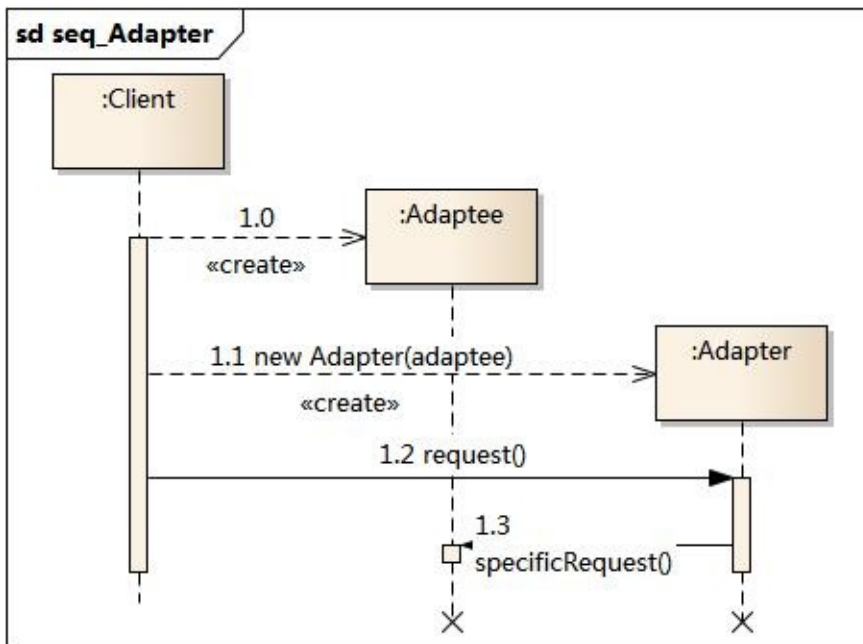 sd seq_Adapter
:Client
1.0
:Adaptee
«create»
1.1 new Adapter(adaptee)
:Adapter
«create»
1.2 request()
1.3
specificRequest()